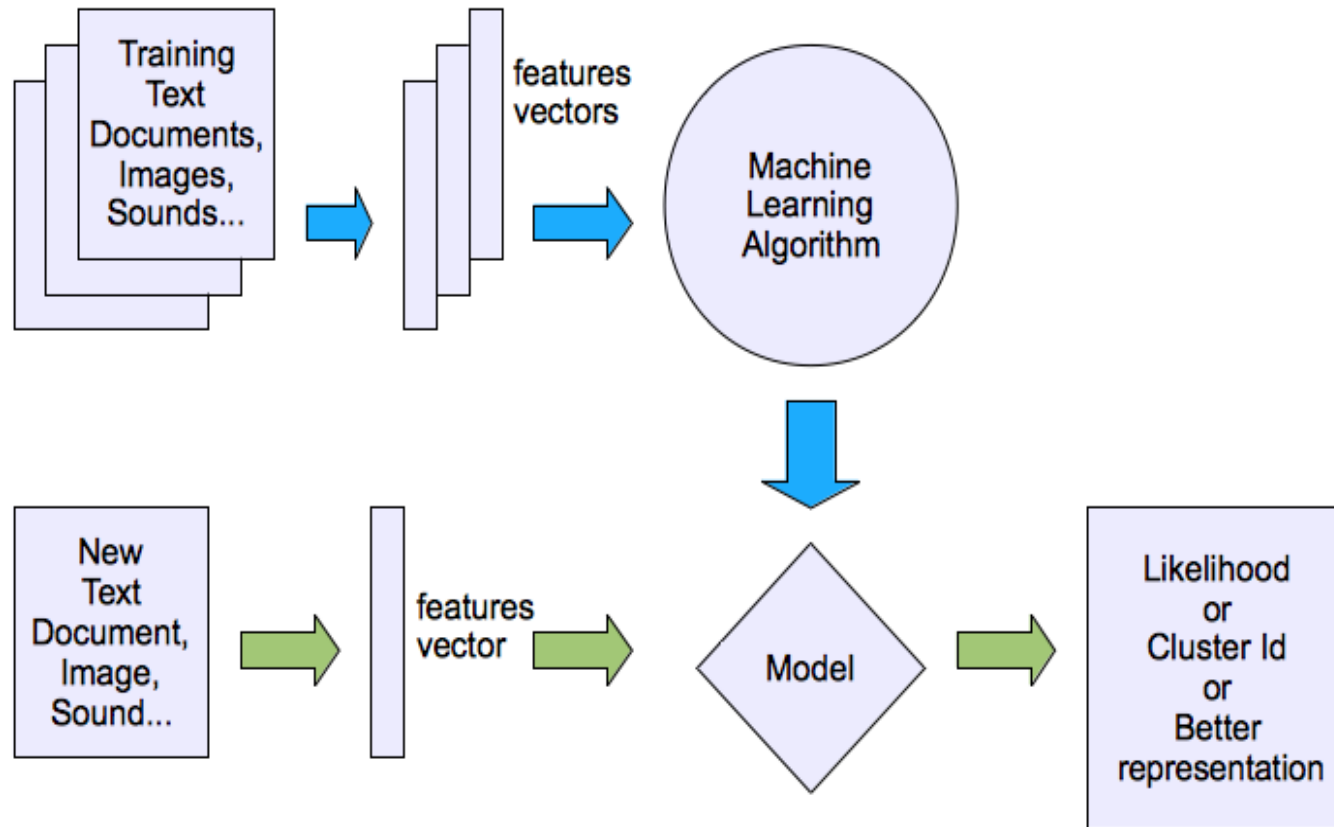 Training
Text
Documents,
Images,
Sounds...
features
vectors
Machine
Learning
Algorithm
New
Text
Document,
Image,
Sound...
features
vector
Model
Likelihood
or
Cluster Id
or
Better
representation